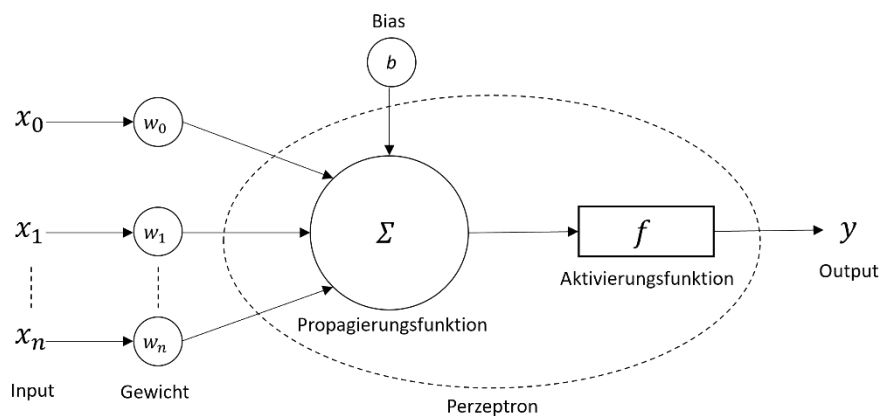 Bias
b
x₀
w₀
x₁
w₁
Σ
f
y
Output
Aktivierungsfunktion
Propagierungsfunktion
xₙ
wₙ
Input
Gewicht
Perzeptron